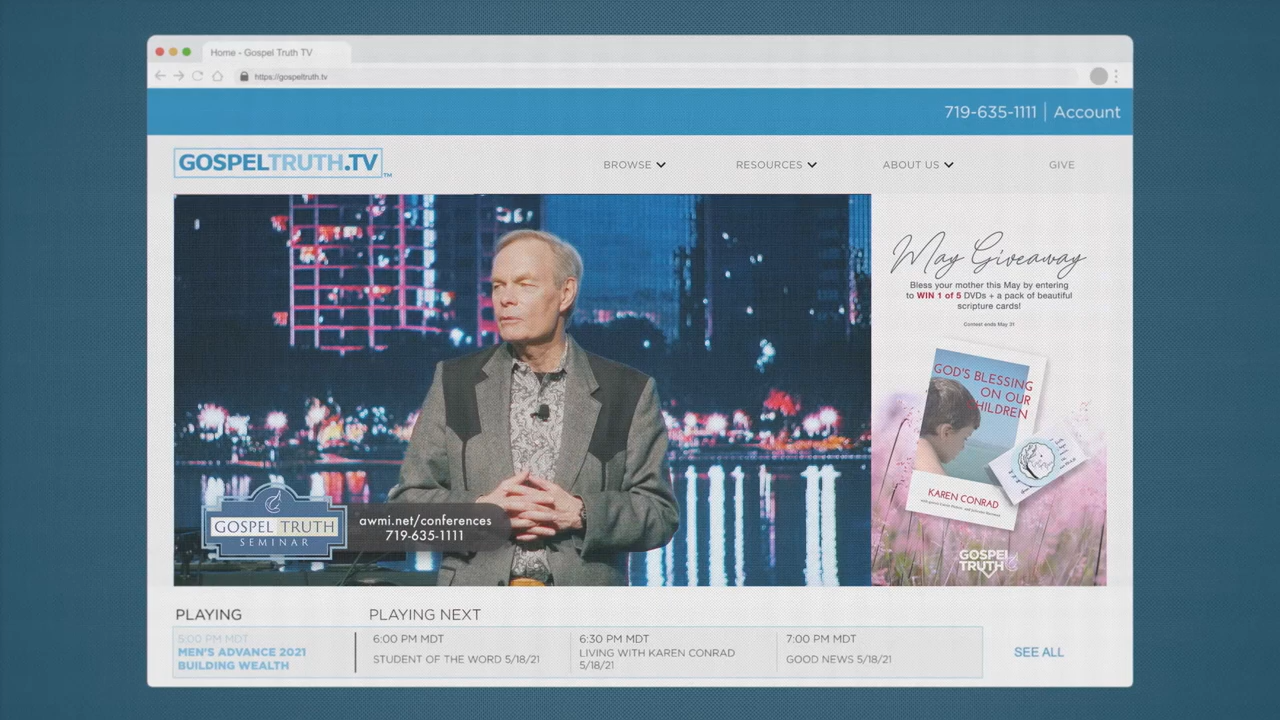 Home - Gospel Truth TV
https://gospeltruth.tv
719-635-1111 | Account
GOSPELTRUTH.TV™
BROWSE
RESOURCES
ABOUT US
GIVE
May Giveaway
Bless your mother this May by entering
to WIN 1 of 5 DVDs + a pack of beautiful
scripture cards!
Contest ends May 31
GOD'S BLESSING
ON OUR
CHILDREN
KAREN CONRAD
GOSPEL
TRUTH
GOSPEL TRUTH
SEMINAR
awmi.net/conferences
719-635-1111
PLAYING
5:00 PM MDT
MEN'S ADVANCE 2021
BUILDING WEALTH
PLAYING NEXT
6:00 PM MDT
STUDENT OF THE WORD 5/18/21
6:30 PM MDT
LIVING WITH KAREN CONRAD
5/18/21
7:00 PM MDT
GOOD NEWS 5/18/21
SEE ALL